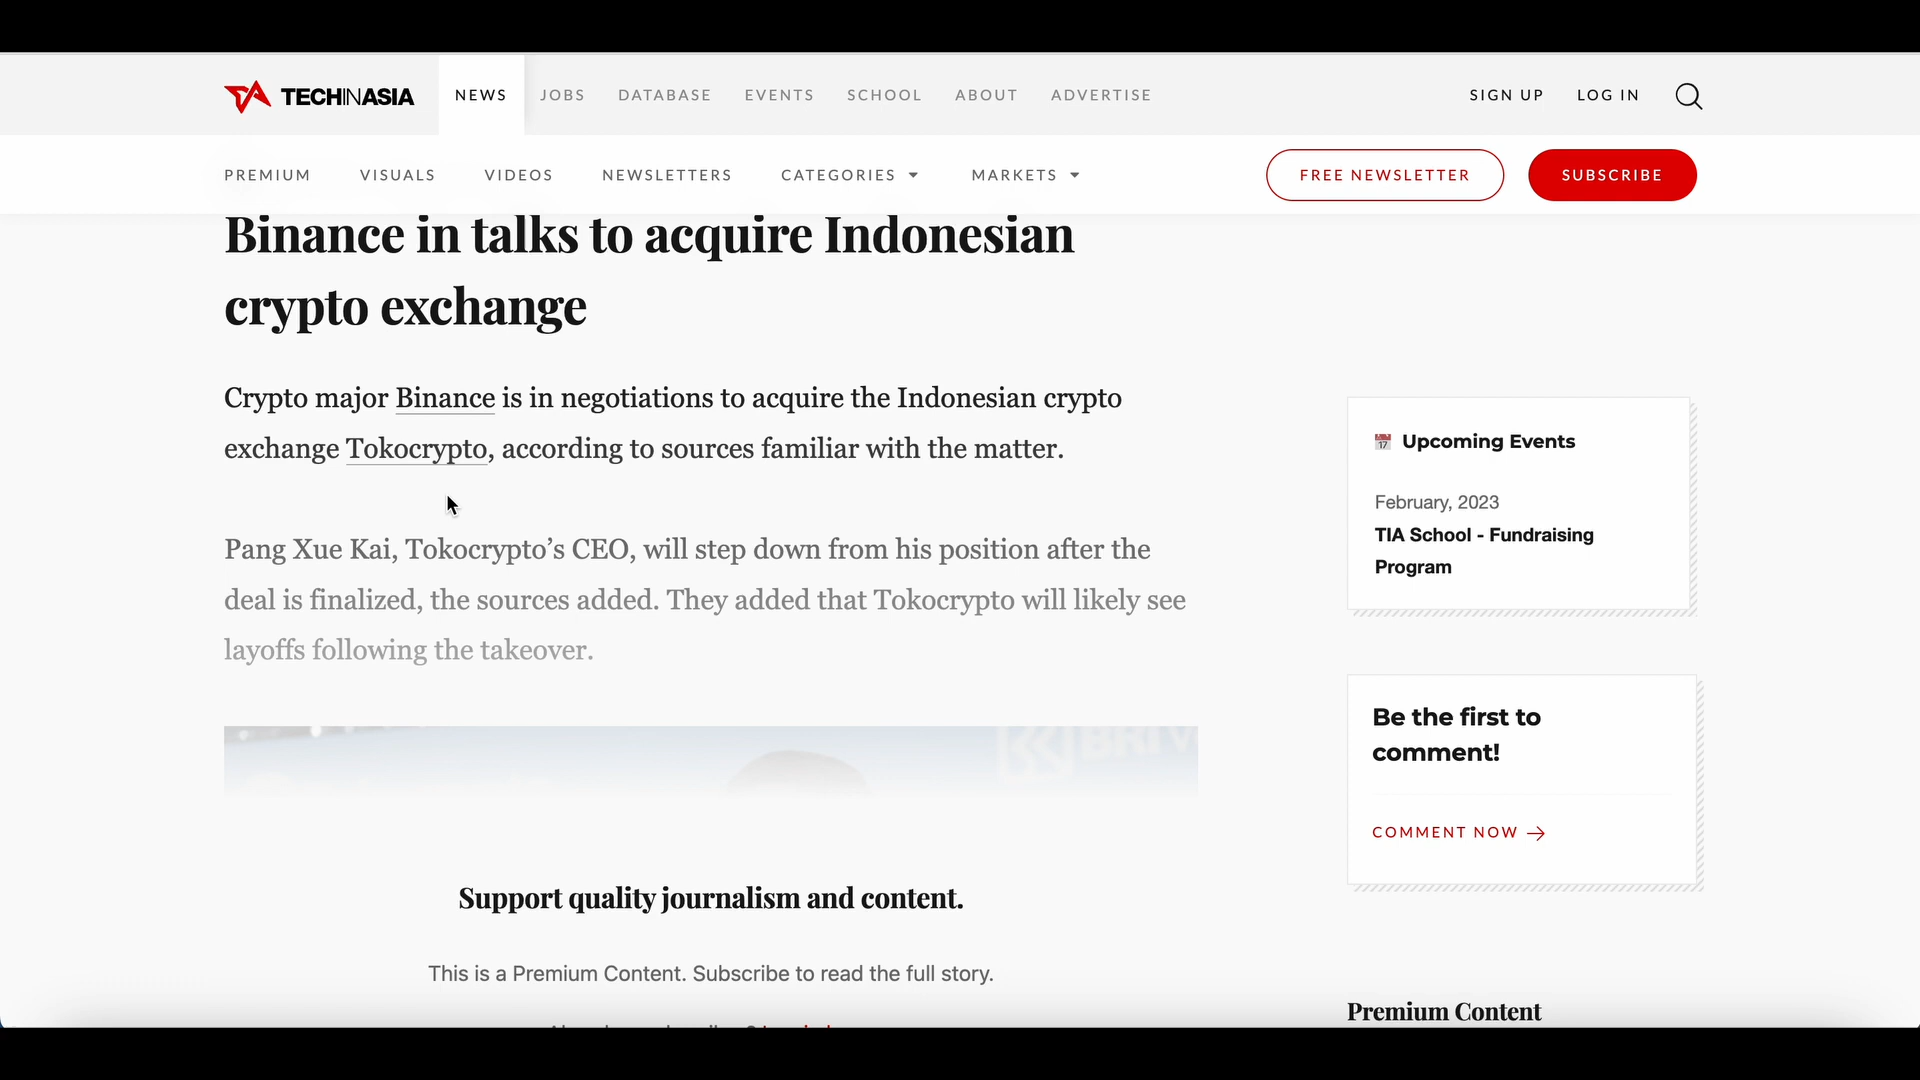 TECHINASIA
NEWS
JOBS
DATABASE
EVENTS
SCHOOL
ABOUT
ADVERTISE
SIGN UP
LOG IN
PREMIUM
VISUALS
VIDEOS
NEWSLETTERS
CATEGORIES
MARKETS
FREE NEWSLETTER
SUBSCRIBE
Binance in talks to acquire Indonesian
crypto exchange
Crypto major Binance is in negotiations to acquire the Indonesian crypto
exchange Tokocrypto, according to sources familiar with the matter.
Pang Xue Kai, Tokocrypto’s CEO, will step down from his position after the
deal is finalized, the sources added. They added that Tokocrypto will likely see
layoffs following the takeover.
BRI
Support quality journalism and content.
This is a Premium Content. Subscribe to read the full story.
17 Upcoming Events
February, 2023
TIA School - Fundraising
Program
Be the first to
comment!
COMMENT NOW
Premium Content